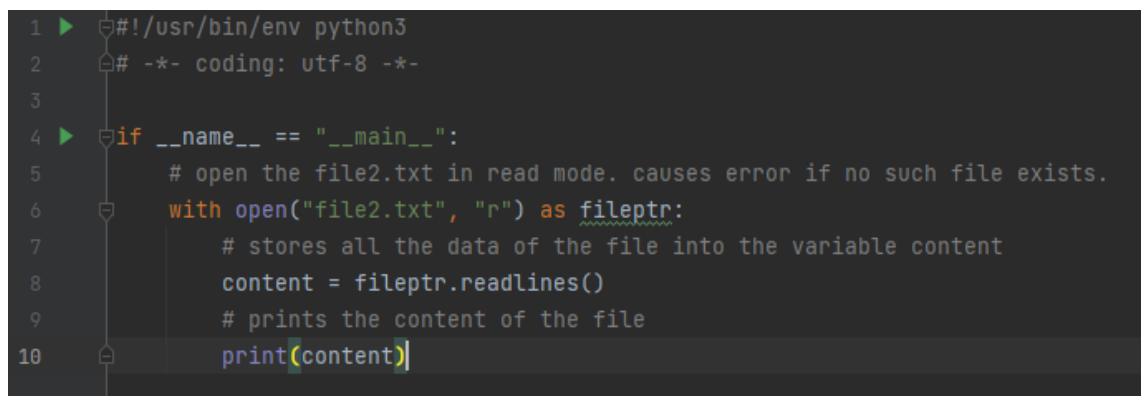 1 #!/usr/bin/env python3
2 # -*- coding: utf-8 -*-
3
4 if __name__ == "__main__":
5     # open the file2.txt in read mode. causes error if no such file exists.
6     with open("file2.txt", "r") as fileptr:
7         # stores all the data of the file into the variable content
8         content = fileptr.readlines()
9         # prints the content of the file
10         print(content)